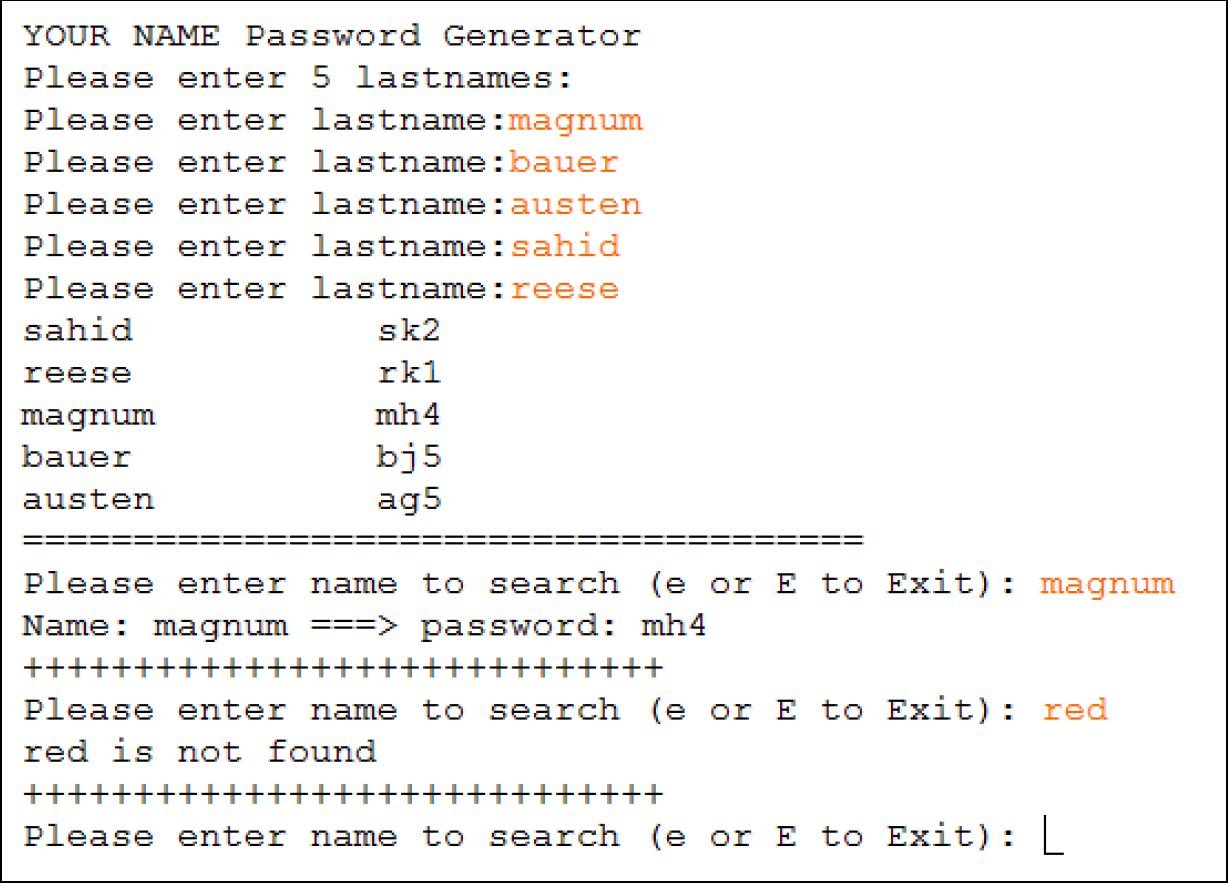 YOUR NAME Password Generator
Please enter 5 lastnames:
Please enter lastname:magnum
Please enter lastname:bauer
Please enter lastname:austen
Please enter lastname:sahid
Please enter lastname:reese
sahid sk2
reese rk1
magnum mh4
bauer bj5
austen ag5
======================================
Please enter name to search (e or E to Exit): magnum
Name: magnum ===> password: mh4
+++++++++++++++++++++++++++++
Please enter name to search (e or E to Exit): red
red is not found
+++++++++++++++++++++++++++++
Please enter name to search (e or E to Exit):